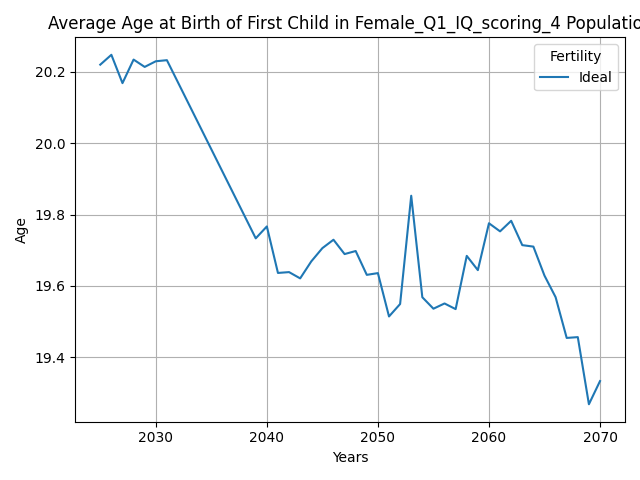 Average Age at Birth of First Child in Female_Q1_IQ_scoring_4 Populatio
Fertility
Ideal
20.2
20.0
19.8
19.6
19.4
Age
2030 2040 2050 2060 2070
Years